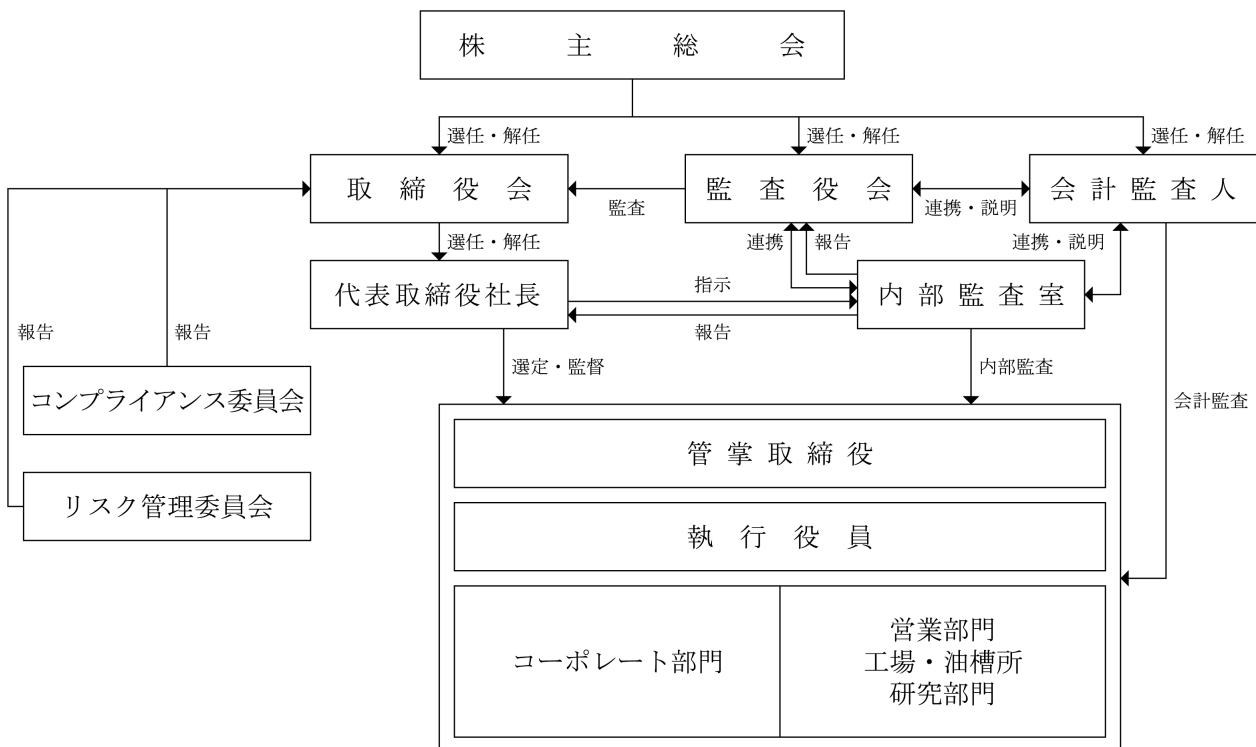 株主総会
選任・解任
選任・解任
選任・解任
取締役会
監査
監査役会
連携・説明
会計監査人
選任・解任
連携
報告
連携・説明
代表取締役社長
指示
報告
内部監査室
報告
報告
選定・監督
内部監査
会計監査
コンプライアンス委員会
リスク管理委員会
管掌取締役
執行役員
コーポレート部門
営業部門
工場・油槽所
研究部門